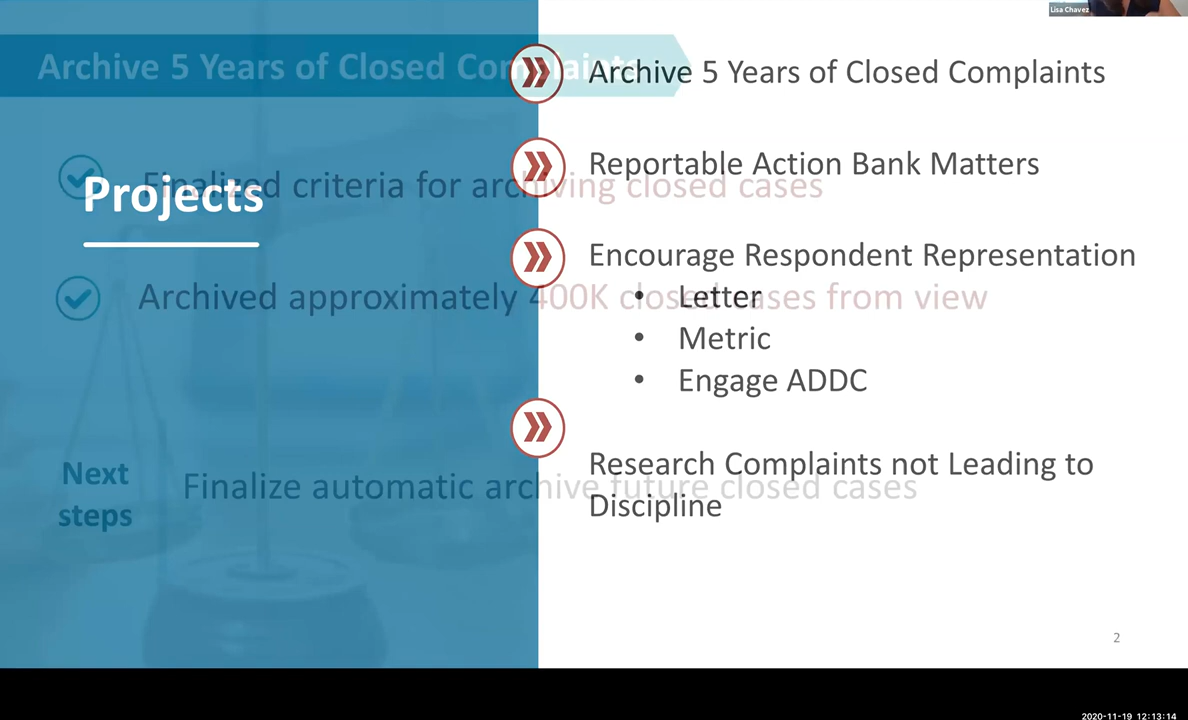 Lisa Chavez
Archive 5 Years of Closed Complaints
Projects
Archive 5 Years of Closed Complaints
Reportable Action Bank Matters
Encourage Respondent Representation
• Letter
• Metric
• Engage ADDC
Research Complaints not Leading to
Discipline
Finalized criteria for archiving closed cases
Archived approximately 400K closed cases from view
Next
steps
Finalize automatic archive future closed cases
2
2020-11-19 12:13:14